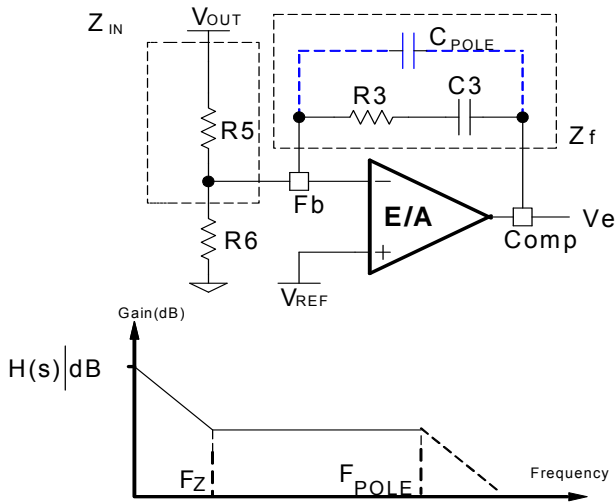 Z IN
VOUT
CPOLE
R3
C3
R5
Zf
Fb
E/A
Ve
R6
Comp
VREF
Gain(dB)
H(s)|dB
FZ
FPOLE
Frequency